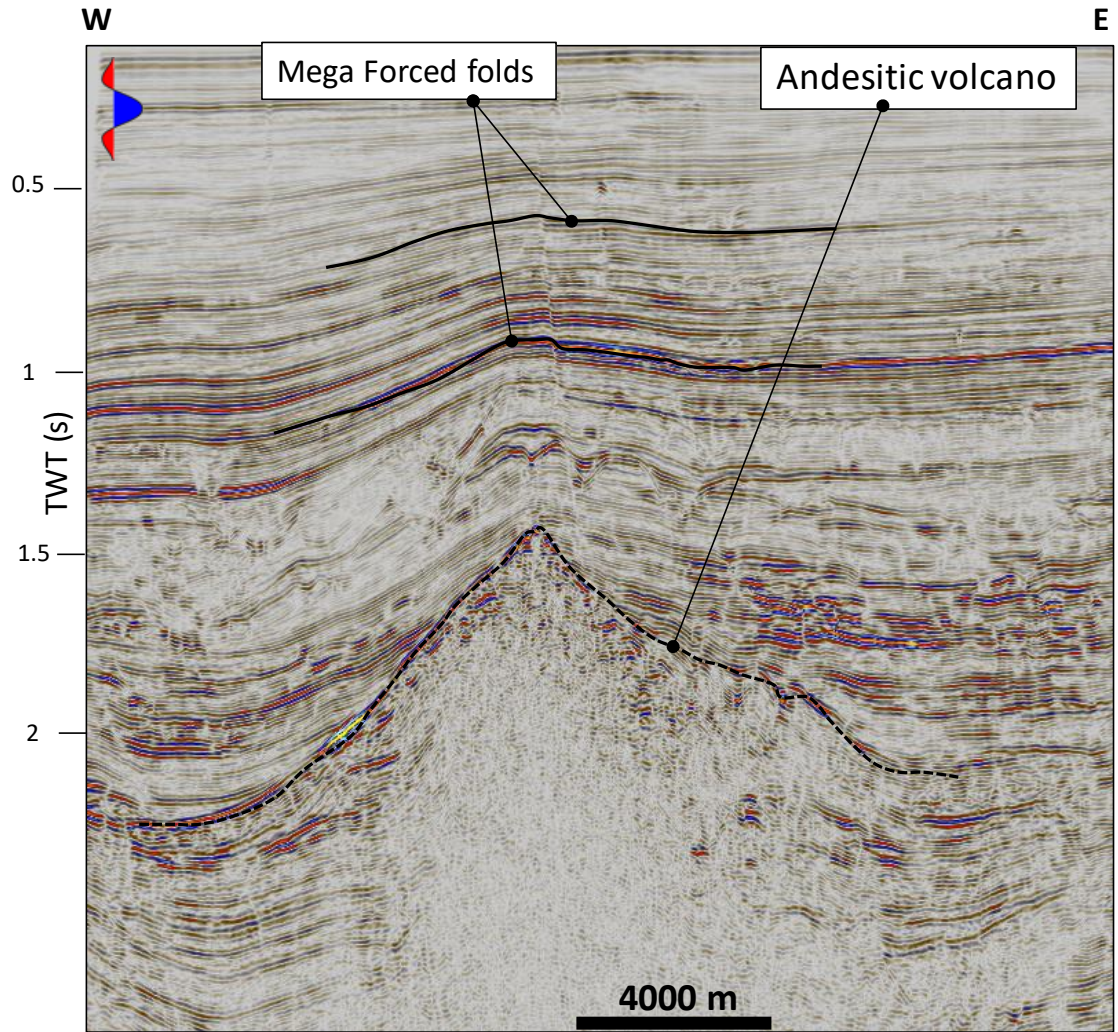 W
E
Mega Forced folds
Andesitic volcano
0.5
1
1.5
2
TWT (s)
4000 m